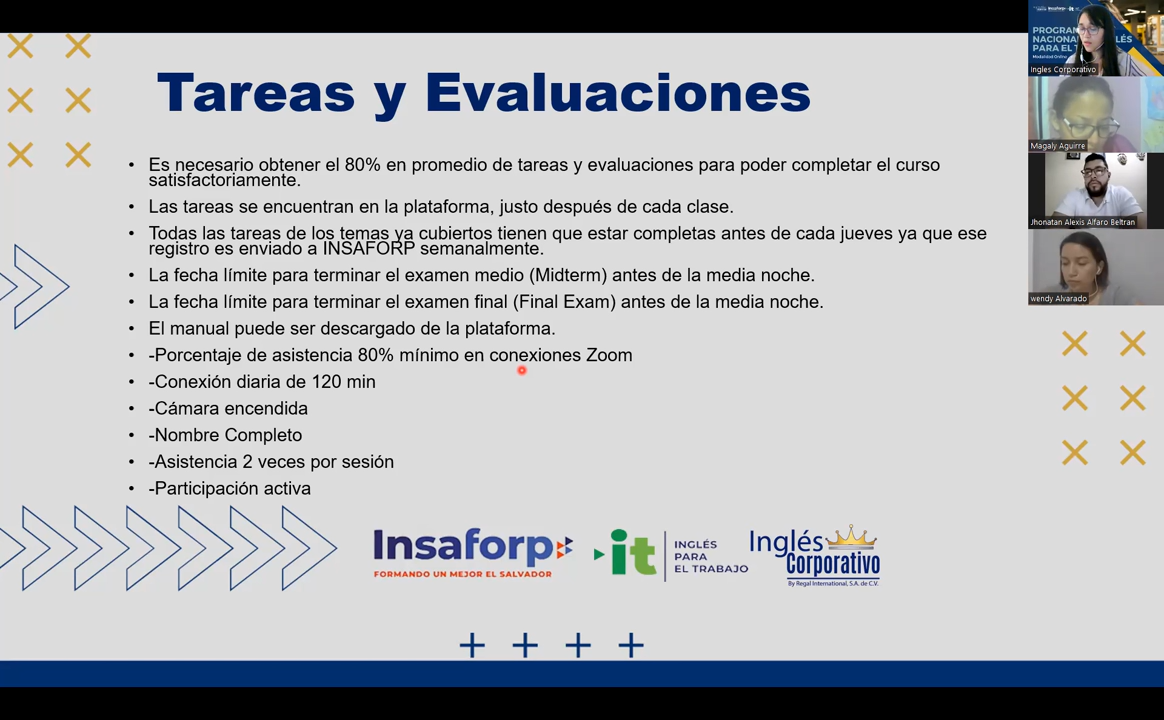 Tareas y Evaluaciones
• Es necesario obtener el 80% en promedio de tareas y evaluaciones para poder completar el curso
satisfactoriamente.
• Las tareas se encuentran en la plataforma, justo después de cada clase.
• Todas las tareas de los temas ya cubiertos tienen que estar completas antes de cada jueves ya que ese
registro es enviado a INSAFORP semanalmente.
• La fecha límite para terminar el examen medio (Midterm) antes de la media noche.
• La fecha límite para terminar el examen final (Final Exam) antes de la media noche.
• El manual puede ser descargado de la plataforma.
• -Porcentaje de asistencia 80% mínimo en conexiones Zoom
• -Conexión diaria de 120 min
• -Cámara encendida
• -Nombre Completo
• -Asistencia 2 veces por sesión
• -Participación activa
Insaforp
FORMANDO UN MEJOR EL SALVADOR
it
INGLÉS
PARA
EL TRABAJO
Inglés
Corporativo
By Regal International, S.A. de C.V.
Ingles Corporativo
Magaly Aguirre
Jhonatan Alexis Alfaro Beltran
wendy Alvarado